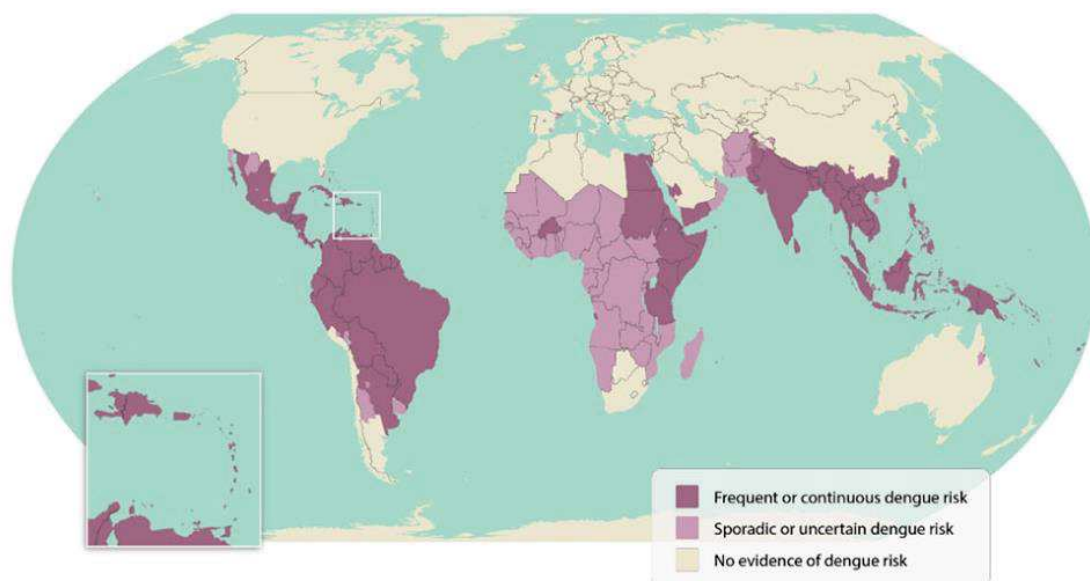 Frequent or continuous dengue risk
Sporadic or uncertain dengue risk
No evidence of dengue risk